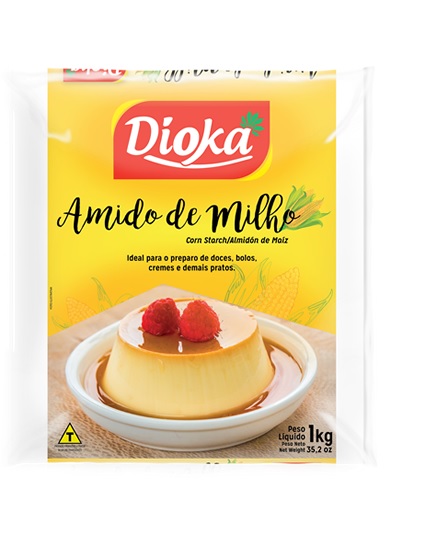 Dioka
Amido de Milho
Corn Starch/Almidón de Maíz
Ideal para o preparo de doces, bolos,
cremes e demais pratos.
T
Peso
Líquido
Peso Neto
Net Weight
1kg
35,2 oz